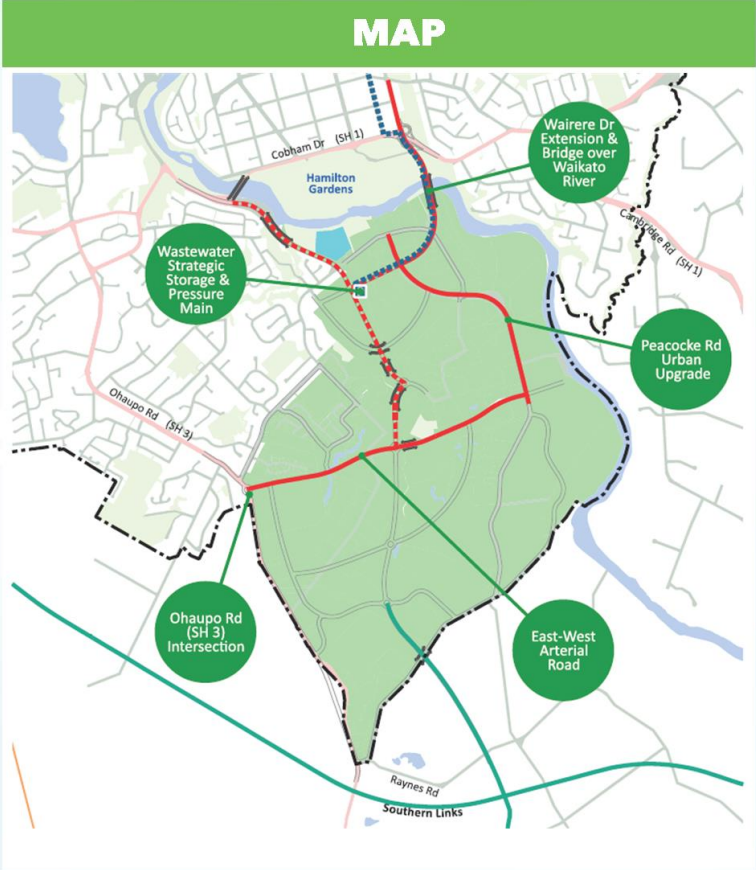 MAP
Wairere Dr
Extension &
Bridge over
Waikato
River
Cobham Dr (SH 1)
Hamilton
Gardens
Cambridge Rd (SH 1)
Wastewater
Strategic
Storage &
Pressure
Main
Peacocke Rd
Urban
Upgrade
Ohaupo Rd (SH 3)
Ohaupo Rd
(SH 3)
Intersection
East-West
Arterial
Road
Raynes Rd
Southern Links